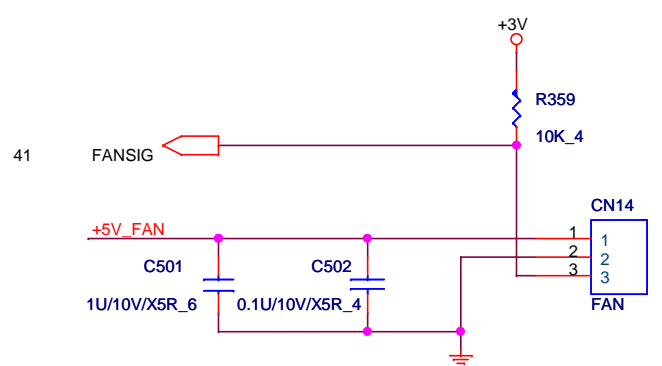 +3V
R359
10K_4
41 FANSIG
CN14
+5V_FAN
1 1
2 2
3 3
C501 C502
1U/10V/X5R_6 0.1U/10V/X5R_4
FAN